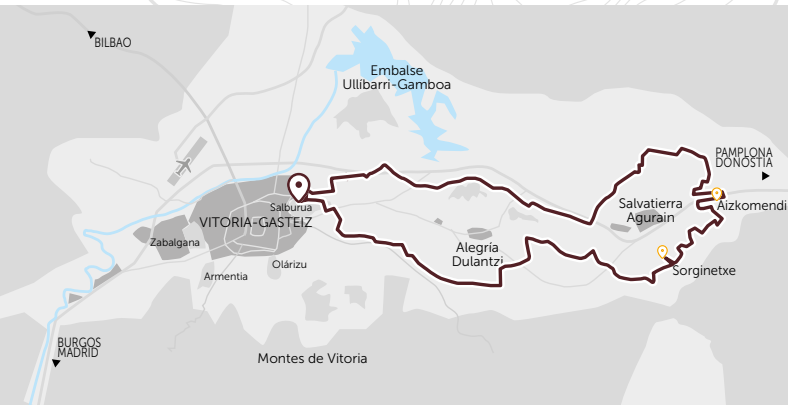 BILBAO
Embalse
Ullíbarri-Gamboa
PAMPLONA
DONOSTIA
Salburua
VITORIA-GASTEIZ
Salvatierra
Agurain
Aizkomendi
Zabalgana
Alegría
Dulantzi
Olárizu
Armentia
Sorginetxe
BURGOS
MADRID
Montes de Vitoria